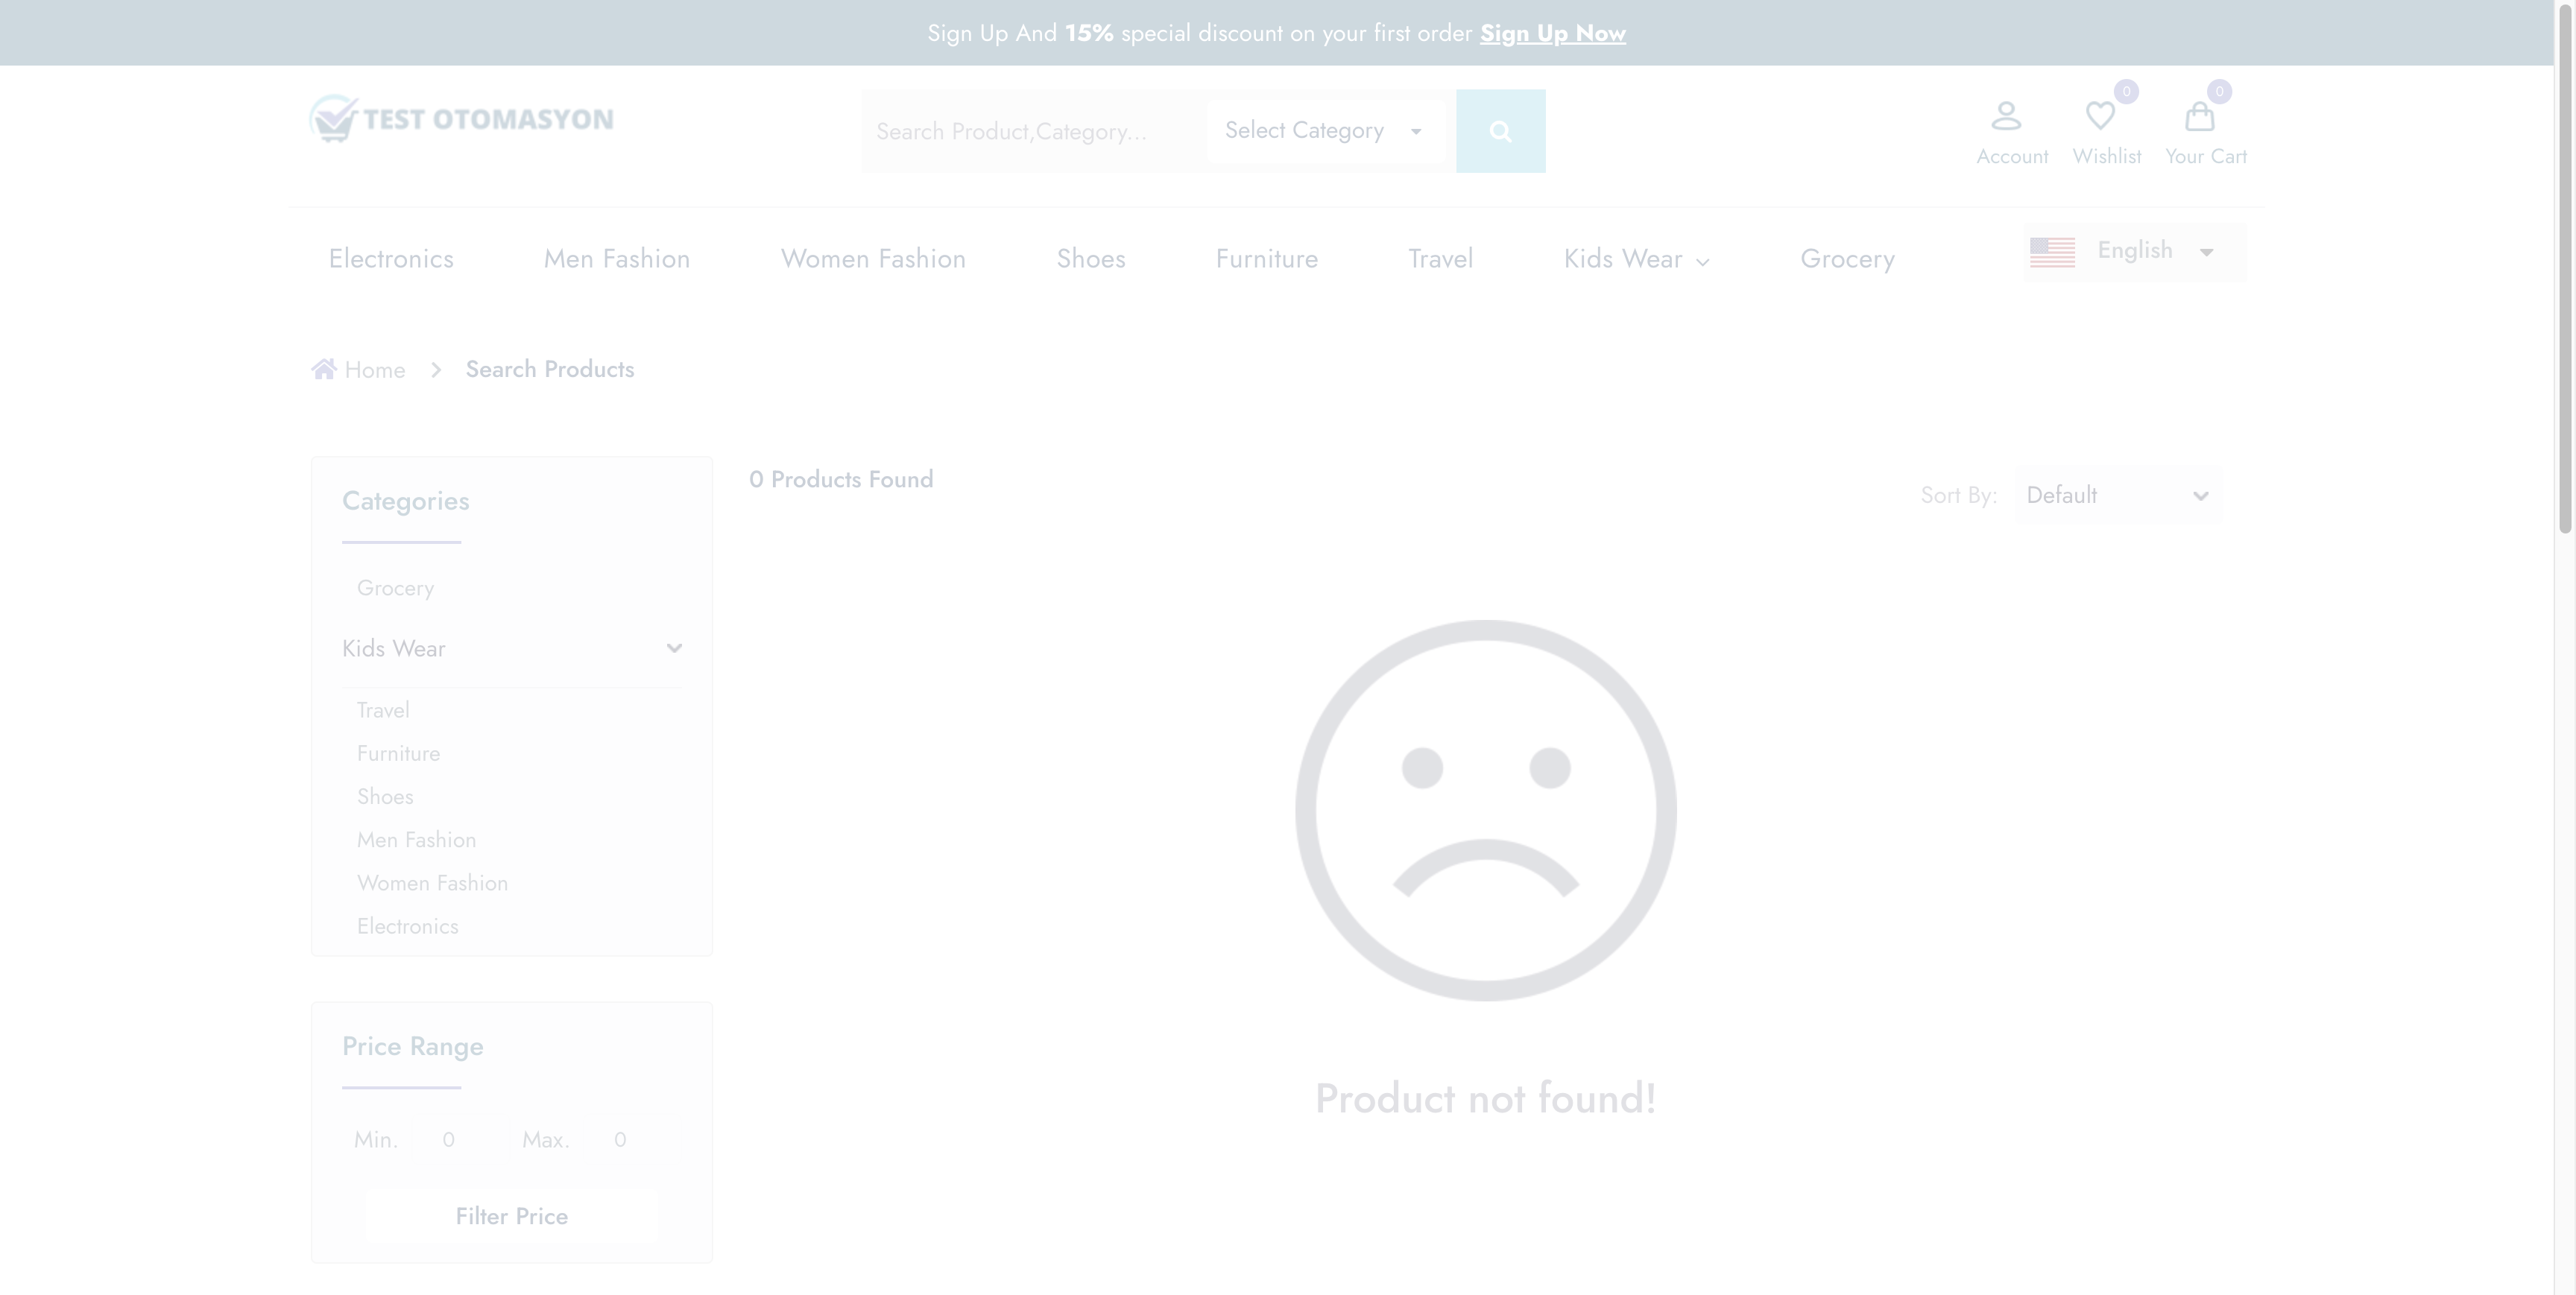 Sign Up And 15% special discount on your first order Sign Up Now
TEST OTOMASYON
Search Product,Category...
Select Category
0
0
Account
Wishlist
Your Cart
Electronics
Men Fashion
Women Fashion
Shoes
Furniture
Travel
Kids Wear
Grocery
English
Home
Search Products
Categories
Grocery
Kids Wear
Travel
Furniture
Shoes
Men Fashion
Women Fashion
Electronics
Price Range
Min. 0 Max. 0
Filter Price
0 Products Found
Sort By: Default
Product not found!